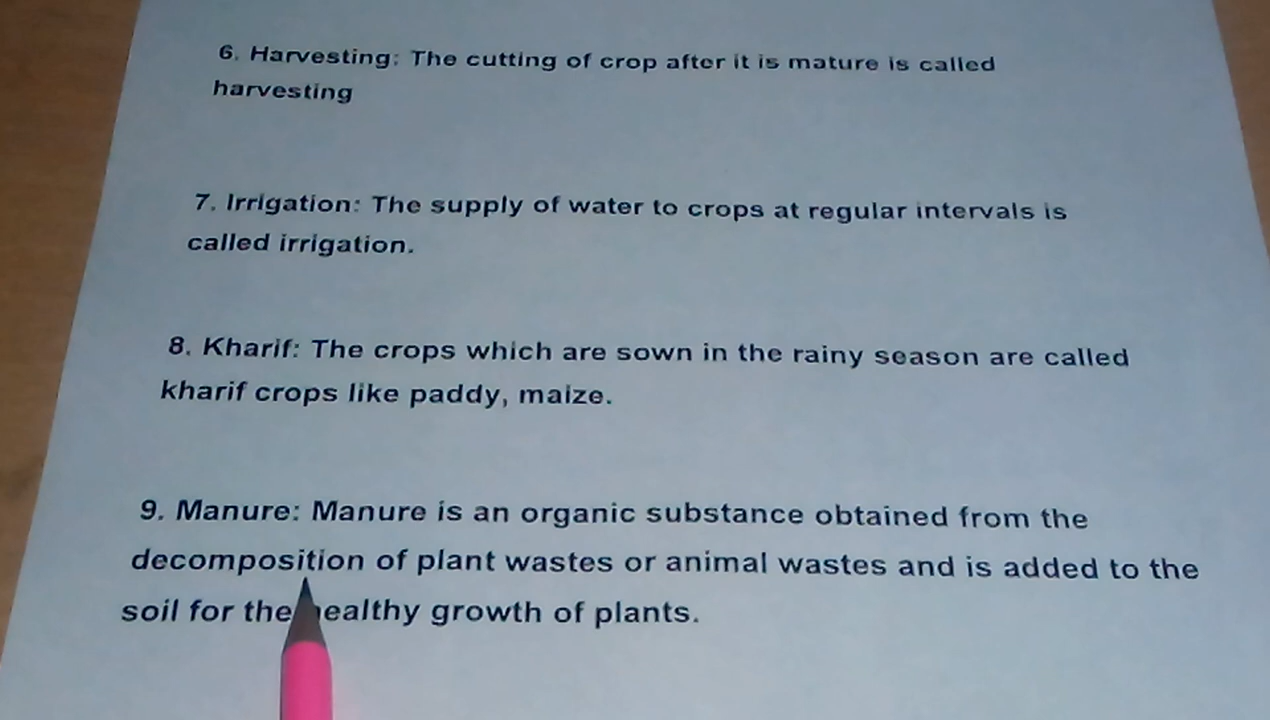 6. Harvesting: The cutting of crop after it is mature is called
harvesting
7. Irrigation: The supply of water to crops at regular intervals is
called irrigation.
8. Kharif: The crops which are sown in the rainy season are called
kharif crops like paddy, maize.
9. Manure: Manure is an organic substance obtained from the
decomposition of plant wastes or animal wastes and is added to the
soil for the healthy growth of plants.